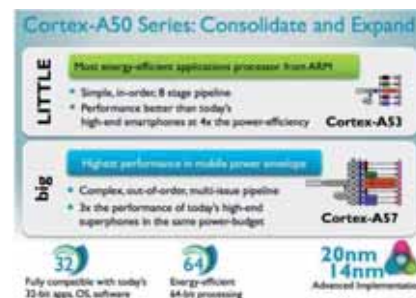 Cortex-A50 Series: Consolidate and Expand
LITTLE
Most energy-efficient applications processor from ARM
• Simple, in-order, 8 stage pipeline
• Performance better than today's
high-end smartphones at 4x the power-efficiency
Cortex-A53
big
Highest performance in mobile power envelope
• Complex, out-of-order, multi-issue pipeline
• 3x the performance of today's high-end
superphones in the same power-budget
Cortex-A57
32
Fully compatible with today's
32-bit apps, OS, software
64
Energy-efficient
64-bit processing
20nm
14nm
Advanced Implementation